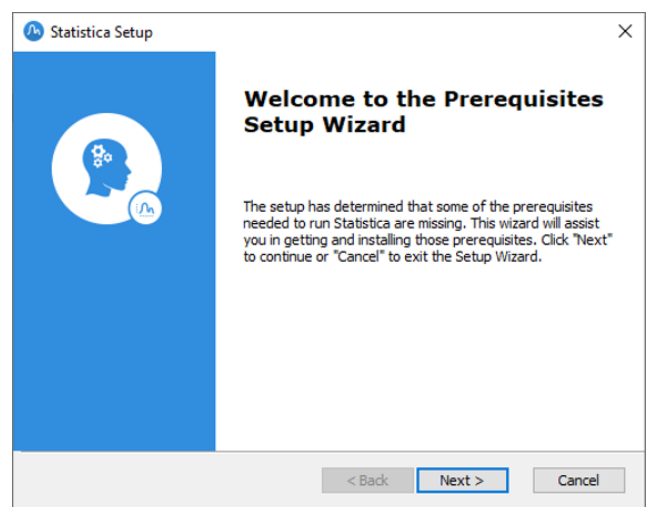 Statistica Setup
Welcome to the Prerequisites
Setup Wizard
The setup has determined that some of the prerequisites
needed to run Statistica are missing. This wizard will assist
you in getting and installing those prerequisites. Click "Next"
to continue or "Cancel" to exit the Setup Wizard.
< Back Next > Cancel